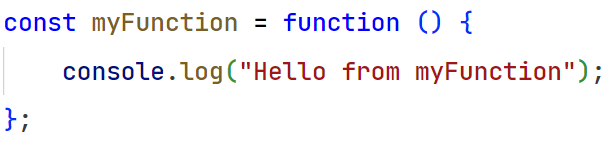 const myFunction = function () {
    console.log("Hello from myFunction");
};